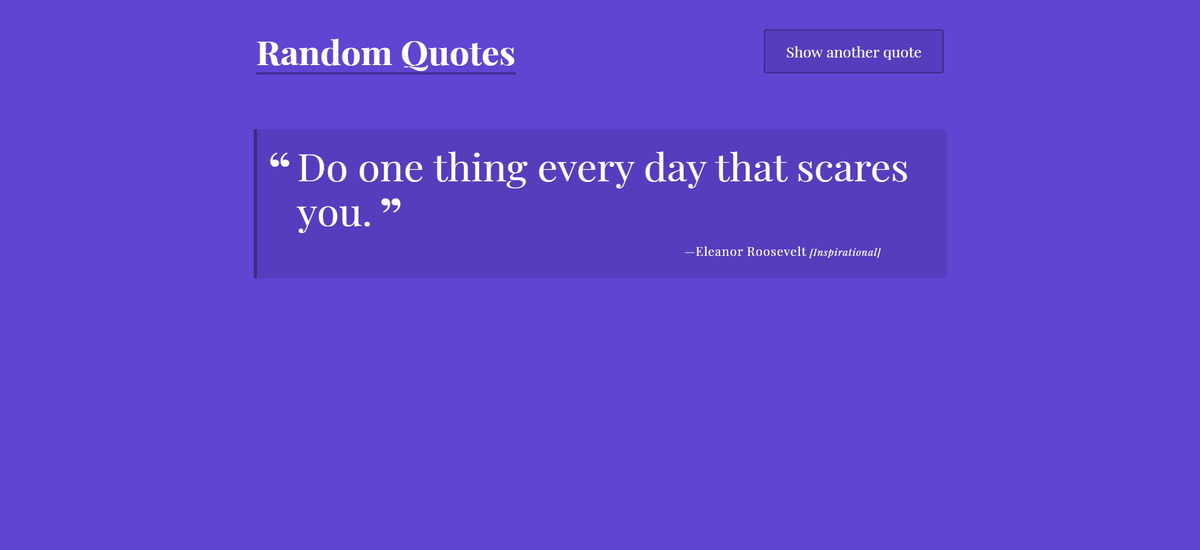 Random Quotes
Show another quote
“ Do one thing every day that scares
you. ”
—Eleanor Roosevelt [Inspirational]